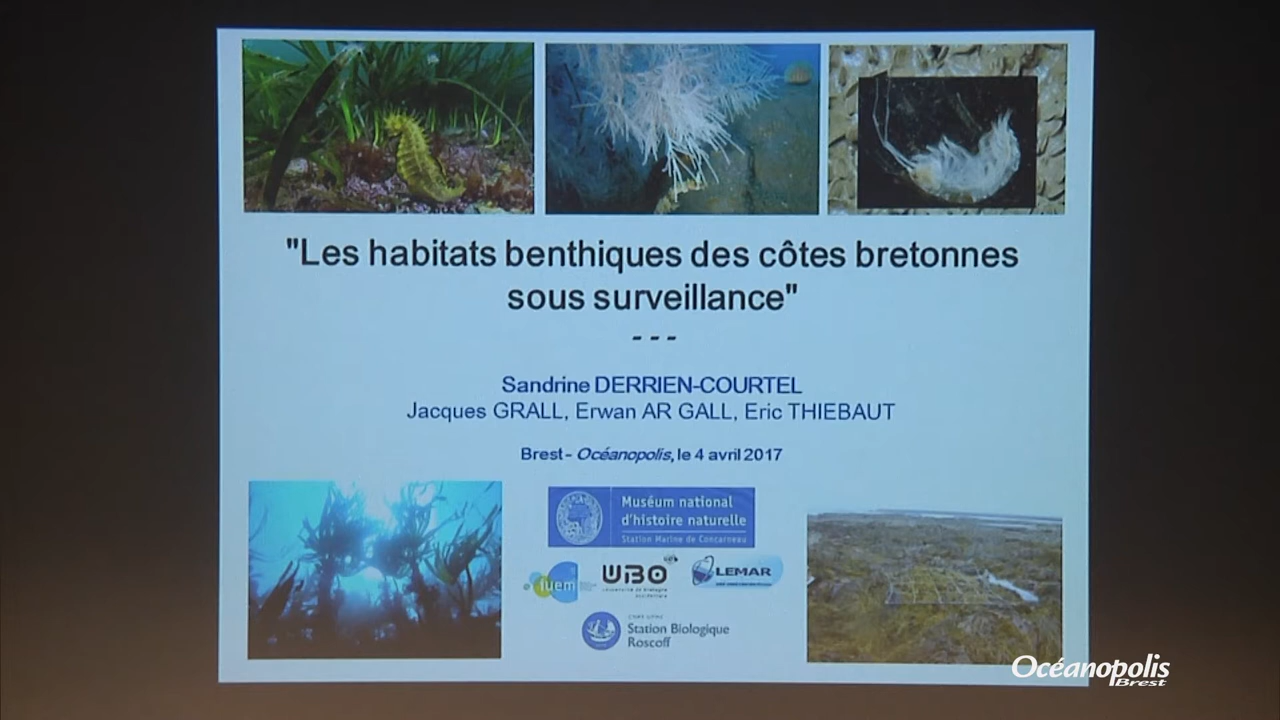 "Les habitats benthiques des côtes bretonnes
sous surveillance"
- - -
Sandrine DERRIEN-COURTEL
Jacques GRALL, Erwan AR GALL, Eric THIEBAUT
Brest - Océanopolis, le 4 avril 2017
Muséum national
d'histoire naturelle
Station Marine de Concarneau
iuem
UBO
LEMAR
Station Biologique
Roscoff
Océanopolis
Brest